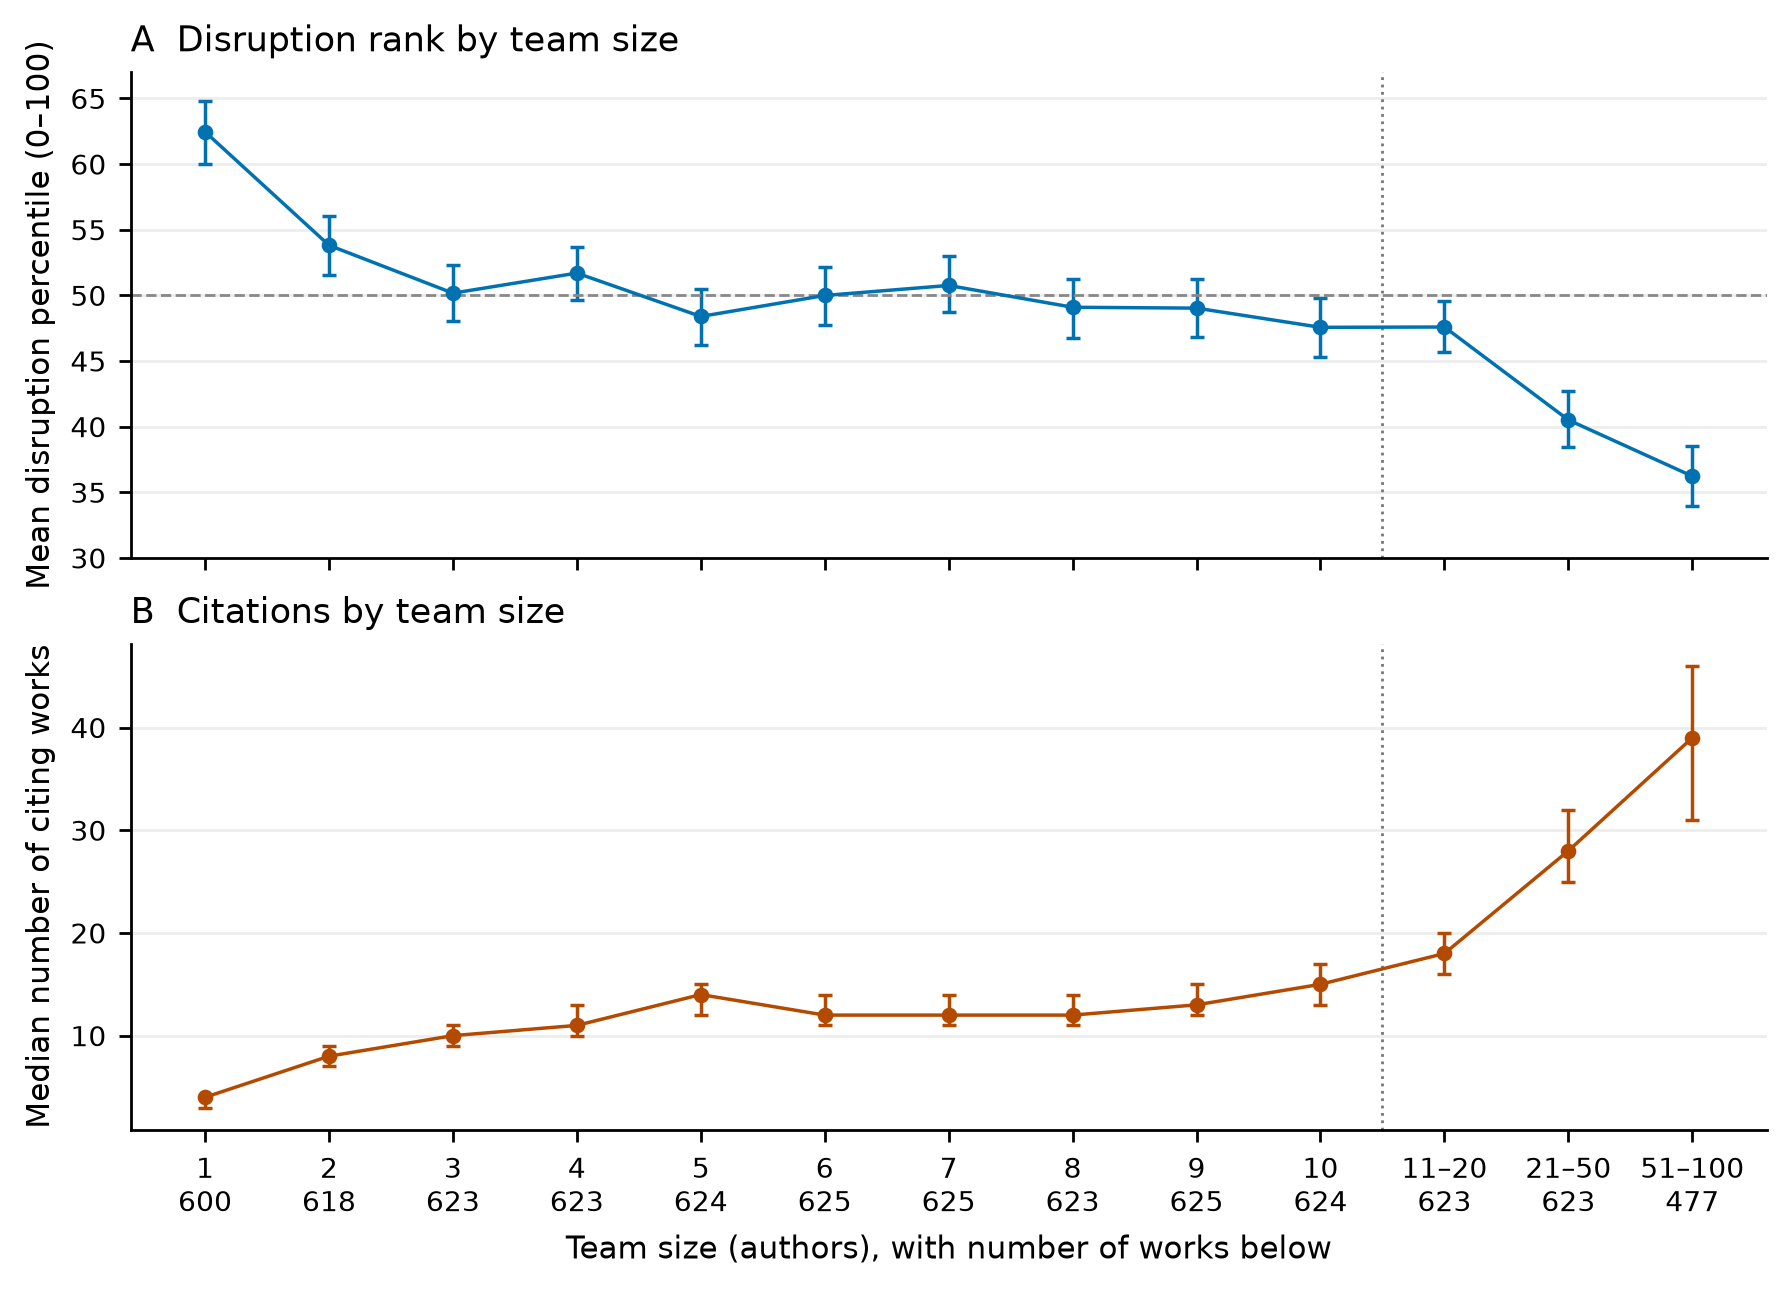 A  Disruption rank by team size
Mean disruption percentile (0–100)
65
60
55
50
45
40
35
30
B  Citations by team size
Median number of citing works
40
30
20
10
1 2 3 4 5 6 7 8 9 10 11–20 21–50 51–100
600 618 623 623 624 625 625 623 625 624 623 623 477
Team size (authors), with number of works below